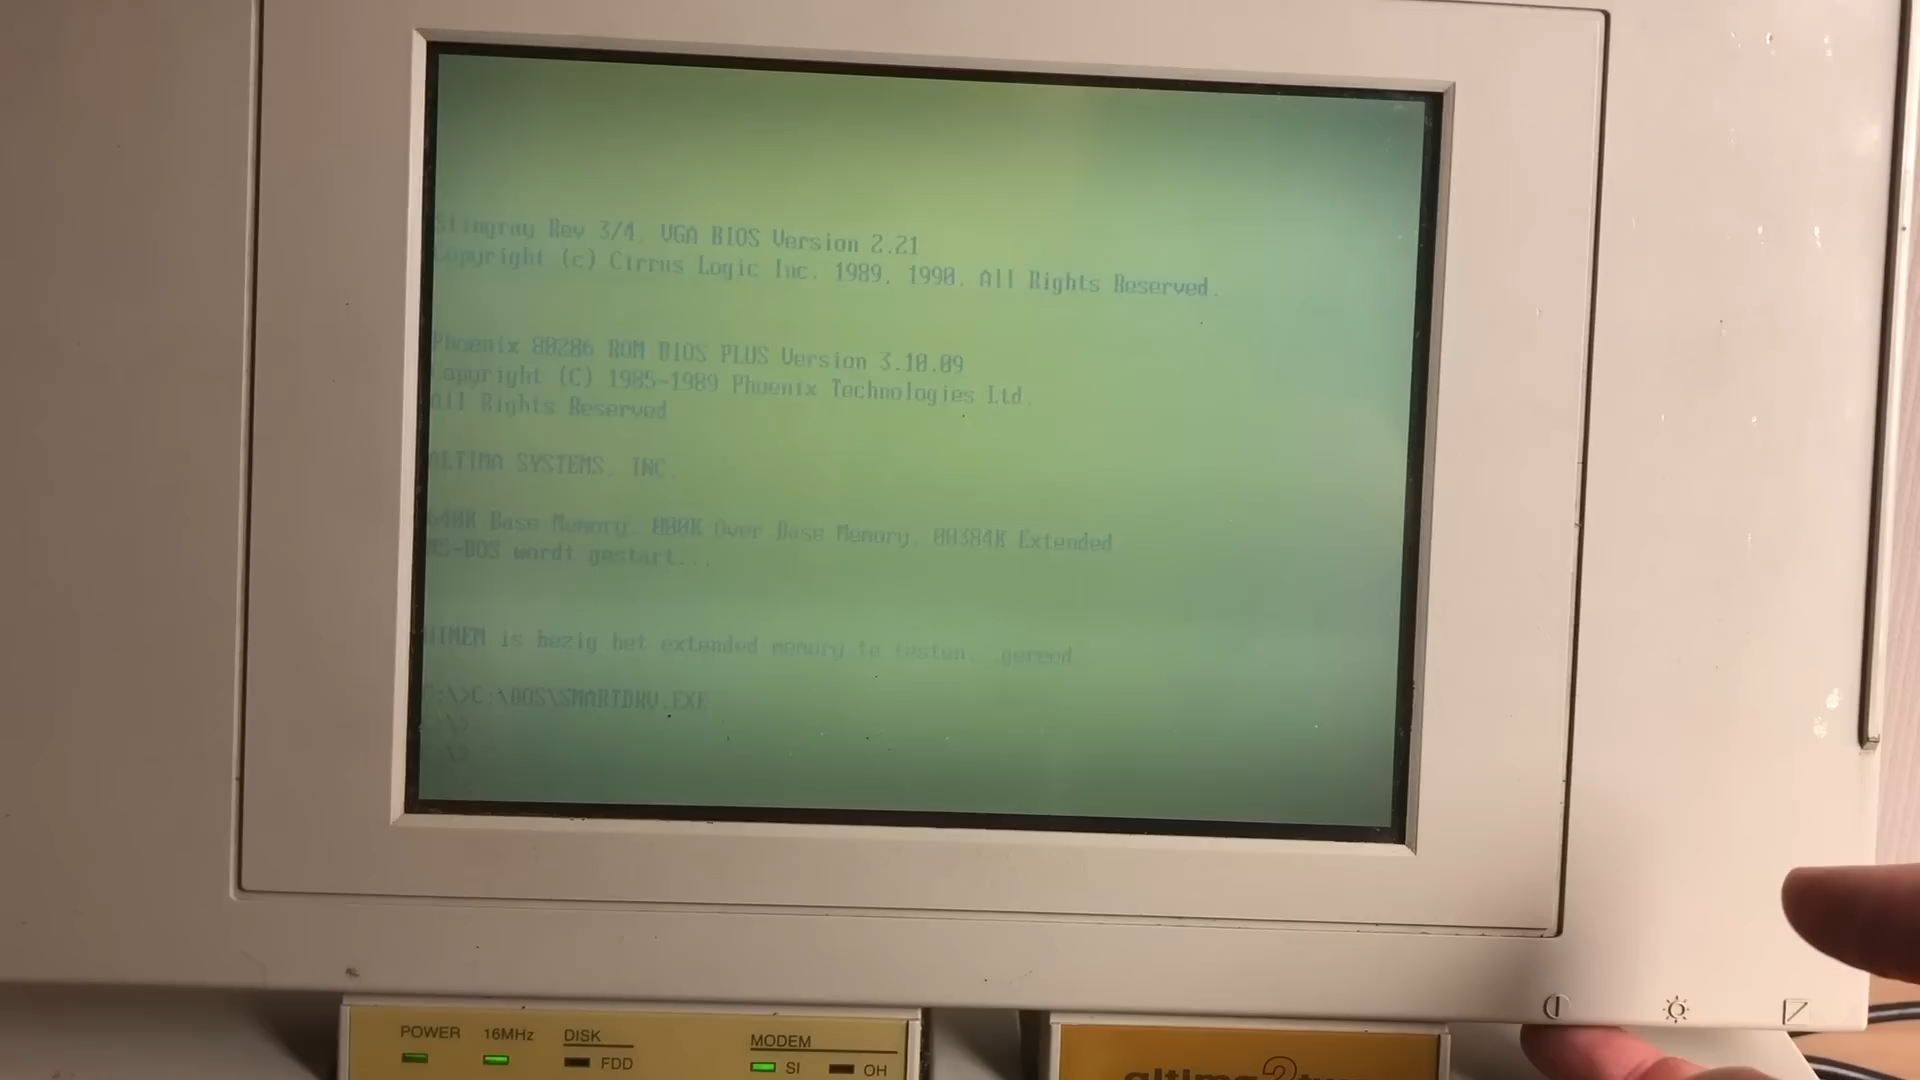 Stingray Rev 3/4, VGA BIOS Version 2.21
Copyright (c) Cirrus Logic Inc. 1989, 1990. All Rights Reserved.
Phoenix 80286 ROM BIOS PLUS Version 3.10.09
Copyright (C) 1985-1989 Phoenix Technologies Ltd.
All Rights Reserved
ALTIMA SYSTEMS, INC.
640K Base Memory, 000K Over Base Memory, 00384K Extended
MS-DOS wordt gestart...
HIMEM is bezig het extended memory te testen...gereed
C:\>C:\DOS\SMARTDRV.EXE
C:\>
C:\>
POWER 16MHz DISK MODEM
FDD SI OH
altima 2